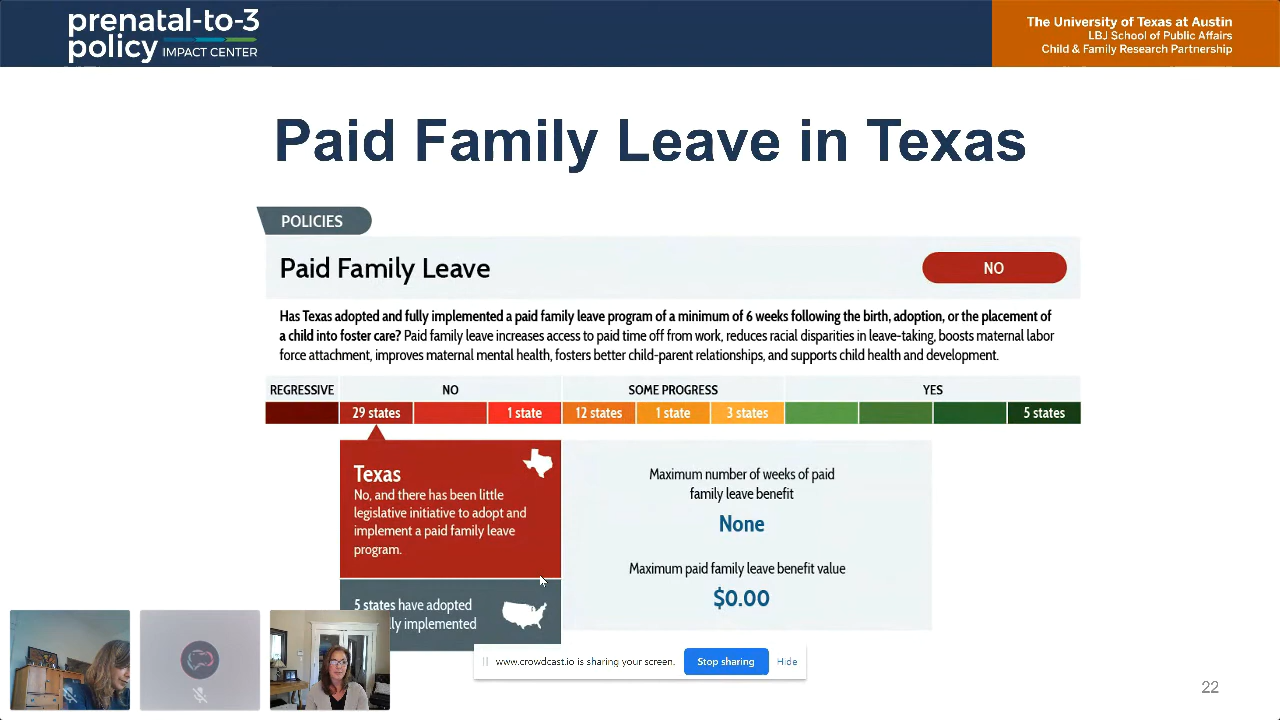 prenatal-to-3
policy IMPACT CENTER
The University of Texas at Austin
LBJ School of Public Affairs
Child & Family Research Partnership
Paid Family Leave in Texas
POLICIES
Paid Family Leave
NO
Has Texas adopted and fully implemented a paid family leave program of a minimum of 6 weeks following the birth, adoption, or the placement of
a child into foster care? Paid family leave increases access to paid time off from work, reduces racial disparities in leave-taking, boosts maternal labor
force attachment, improves maternal mental health, fosters better child-parent relationships, and supports child health and development.
REGRESSIVE NO SOME PROGRESS YES
29 states 1 state 12 states 1 state 3 states 5 states
Texas
No, and there has been little
legislative initiative to adopt and
implement a paid family leave
program.
Maximum number of weeks of paid
family leave benefit
None
Maximum paid family leave benefit value
$0.00
5 states have adopted
implemented
www.crowdcast.io is sharing your screen. Stop sharing Hide
22